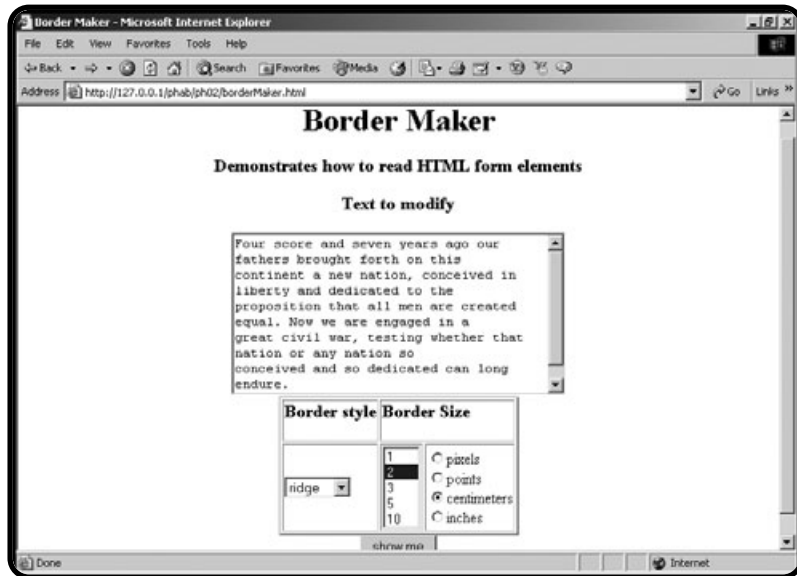 Border Maker - Microsoft Internet Explorer
File Edit View Favorites Tools Help
Back Search Favorites Media
Address http://127.0.0.1/phab/ph02/borderMaker.html Go Links »
Border Maker
Demonstrates how to read HTML form elements
Text to modify
Four score and seven years ago our
fathers brought forth on this
continent a new nation, conceived in
liberty and dedicated to the
proposition that all men are created
equal. Now we are engaged in a
great civil war, testing whether that
nation or any nation so
conceived and so dedicated can long
endure.
Border style Border Size
ridge
1
2
3
5
10
pixels
points
centimeters
inches
show me
Done Internet